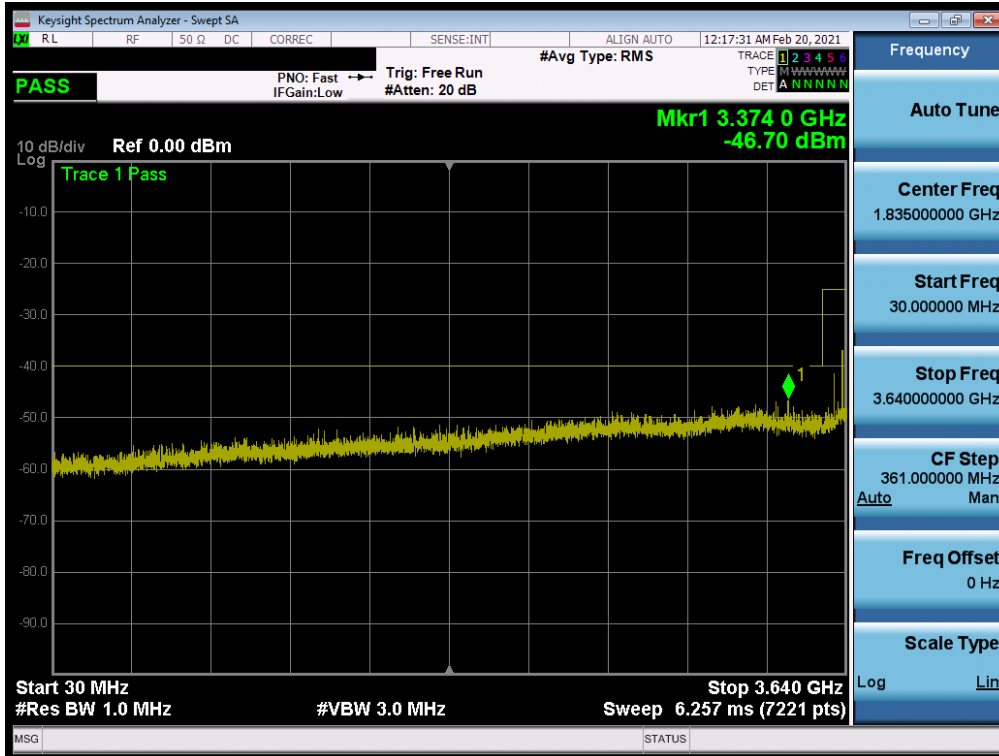 Keysight Spectrum Analyzer - Swept SA
LXI RL RF 50 Ω DC CORREC SENSE:INT ALIGN AUTO 12:17:31 AM Feb 20, 2021
PASS
PNO: Fast
IFGain:Low
Trig: Free Run
#Atten: 20 dB
#Avg Type: RMS
TRACE 1 2 3 4 5 6
TYPE M WWWWW
DET A N N N N N
Mkr1 3.374 0 GHz
-46.70 dBm
10 dB/div Ref 0.00 dBm
Log
Trace 1 Pass
-10.0
-20.0
-30.0
-40.0
1
-50.0
-60.0
-70.0
-80.0
-90.0
Start 30 MHz Stop 3.640 GHz
#Res BW 1.0 MHz #VBW 3.0 MHz Sweep 6.257 ms (7221 pts)
MSG STATUS
Frequency
Auto Tune
Center Freq
1.835000000 GHz
Start Freq
30.000000 MHz
Stop Freq
3.640000000 GHz
CF Step
361.000000 MHz
Auto Man
Freq Offset
0 Hz
Scale Type
Log Lin